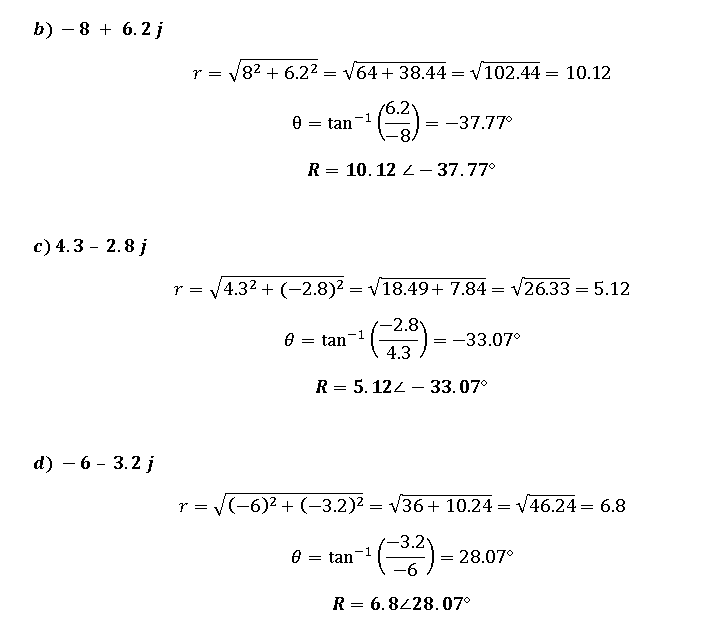 b) – 8 + 6.2 j
r = √8² + 6.2² = √64 + 38.44 = √102.44 = 10.12
θ = tan⁻¹ (6.2/–8) = –37.77°
R = 10.12 ∠ – 37.77°
c) 4.3 – 2.8 j
r = √4.3² + (–2.8)² = √18.49 + 7.84 = √26.33 = 5.12
θ = tan⁻¹ (–2.8/4.3) = –33.07°
R = 5.12∠ – 33.07°
d) – 6 – 3.2 j
r = √(–6)² + (–3.2)² = √36 + 10.24 = √46.24 = 6.8
θ = tan⁻¹ (–3.2/–6) = 28.07°
R = 6.8∠28.07°